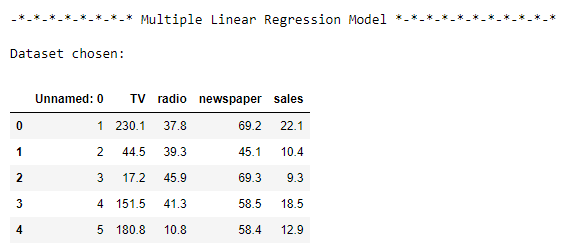 -*-*-*-*-*-*-* Multiple Linear Regression Model *-*-*-*-*-*-*-*-*-*-*
Dataset chosen:
Unnamed: 0 TV radio newspaper sales
0 1 230.1 37.8 69.2 22.1
1 2 44.5 39.3 45.1 10.4
2 3 17.2 45.9 69.3 9.3
3 4 151.5 41.3 58.5 18.5
4 5 180.8 10.8 58.4 12.9